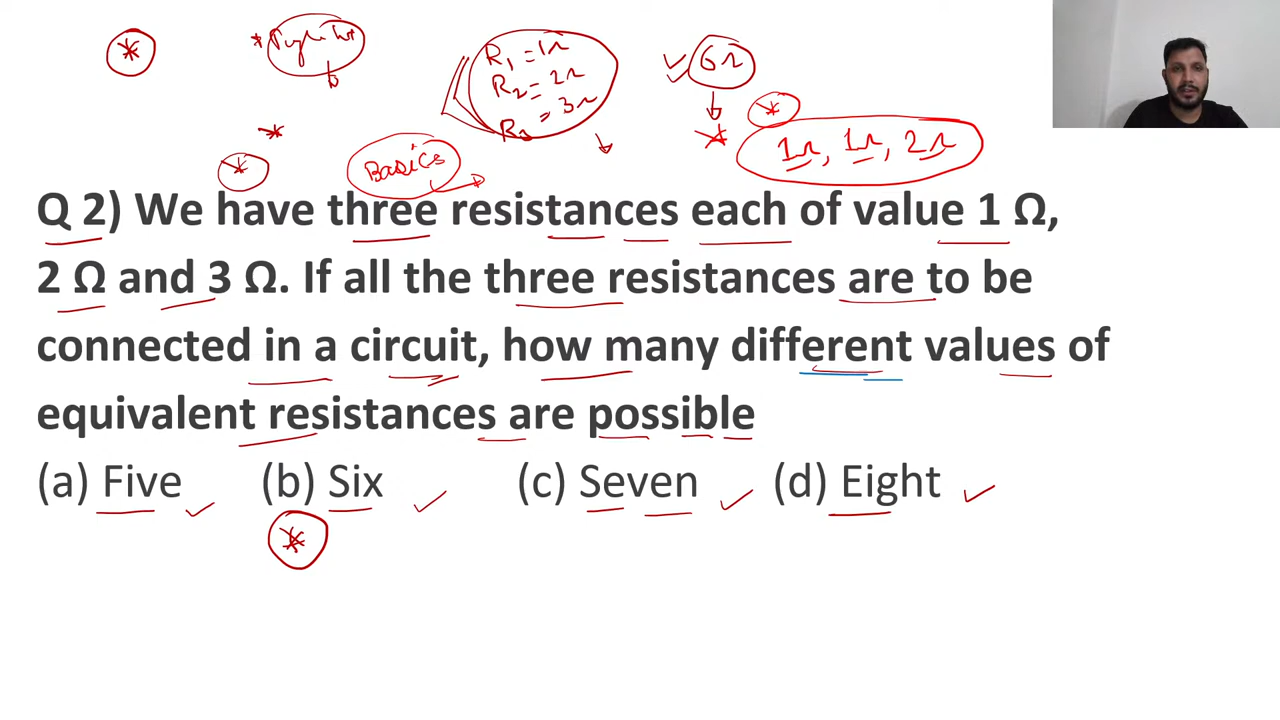 R₁ = 1Ω
6Ω
R₂ = 2Ω
R₃ = 3Ω
1Ω, 1Ω, 2Ω
Basics
Q 2) We have three resistances each of value 1 Ω,
2 Ω and 3 Ω. If all the three resistances are to be
connected in a circuit, how many different values of
equivalent resistances are possible
(a) Five (b) Six (c) Seven (d) Eight